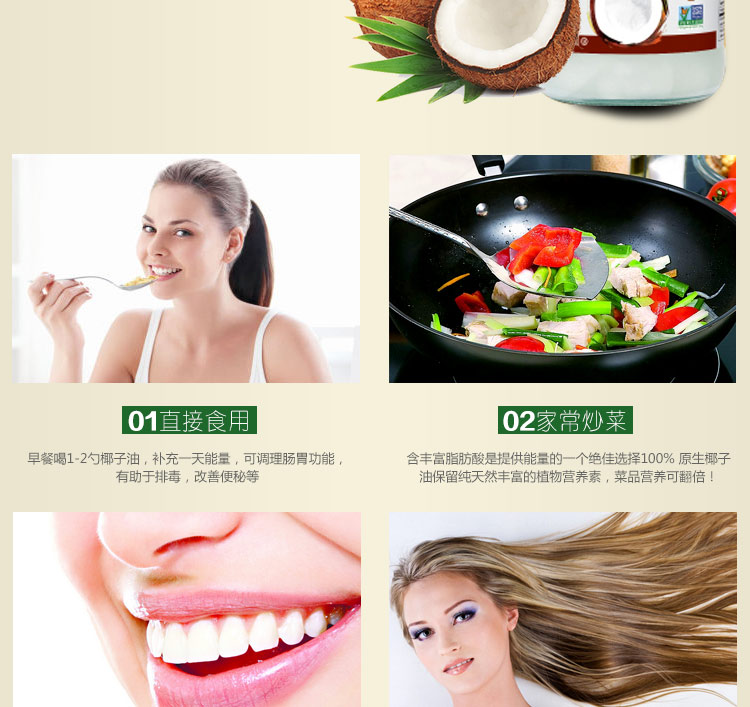 01直接食用
早餐喝1-2勺椰子油，补充一天能量，可调理肠胃功能，
有助于排毒，改善便秘等
02家常炒菜
含丰富脂肪酸是提供能量的一个绝佳选择100% 原生椰子
油保留纯天然丰富的植物营养素，菜品营养可翻倍！